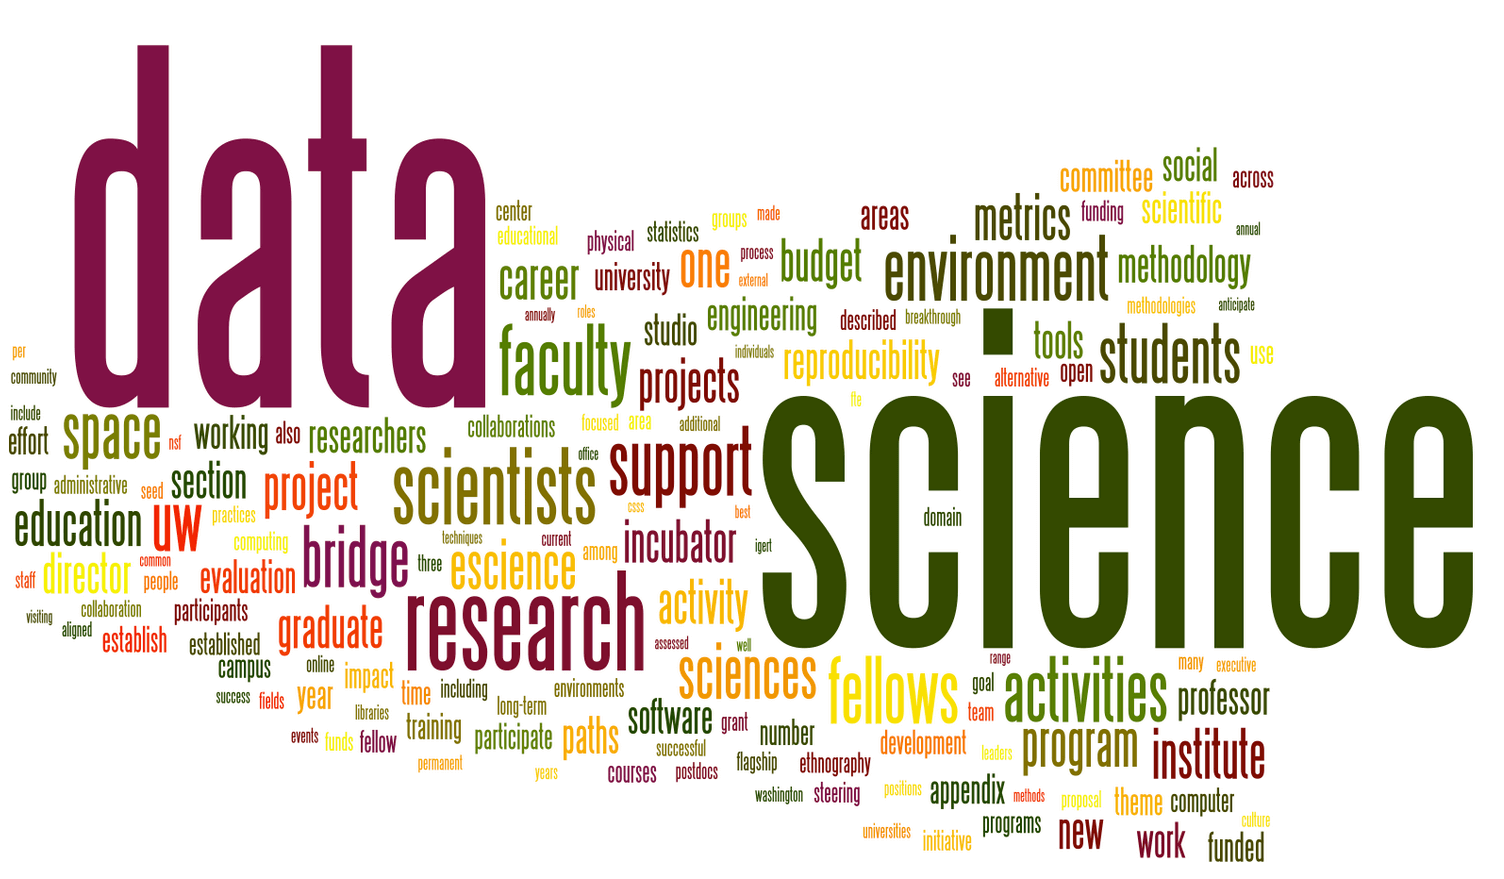 data
science
committee
social
across
center
educational
physical
statistics
groups
made
areas
metrics
funding
scientific
annual
career
university
one
process
external
budget
environment
methodology
annually
roles
engineering
described
breakthrough
methodologies
anticipate
faculty
studio
individuals
reproducibility
tools
students
use
projects
see
alternative
open
per
community
include
effort
space
nsf
working
also
researchers
collaborations
focused
area
additional
office
support
group
administrative
seed
section
project
scientists
csss
best
domain
education
uw
practices
computing
bridge
techniques
current
among
incubator
igert
director
common
staff
people
evaluation
three
escience
research
activity
visiting
collaboration
aligned
participants
establish
established
graduate
assessed
well
campus
online
impact
sciences
range
many
executive
success
fields
year
time
including
environments
long-term
fellows
goal
team
activities
professor
libraries
training
participate
paths
software
grant
number
events
funds
fellow
permanent
successful
years
courses
postdocs
flagship
ethnography
development
leaders
program
institute
washington
steering
positions
appendix
methods
proposal
theme
computer
culture
universities
initiative
programs
new
work
funded